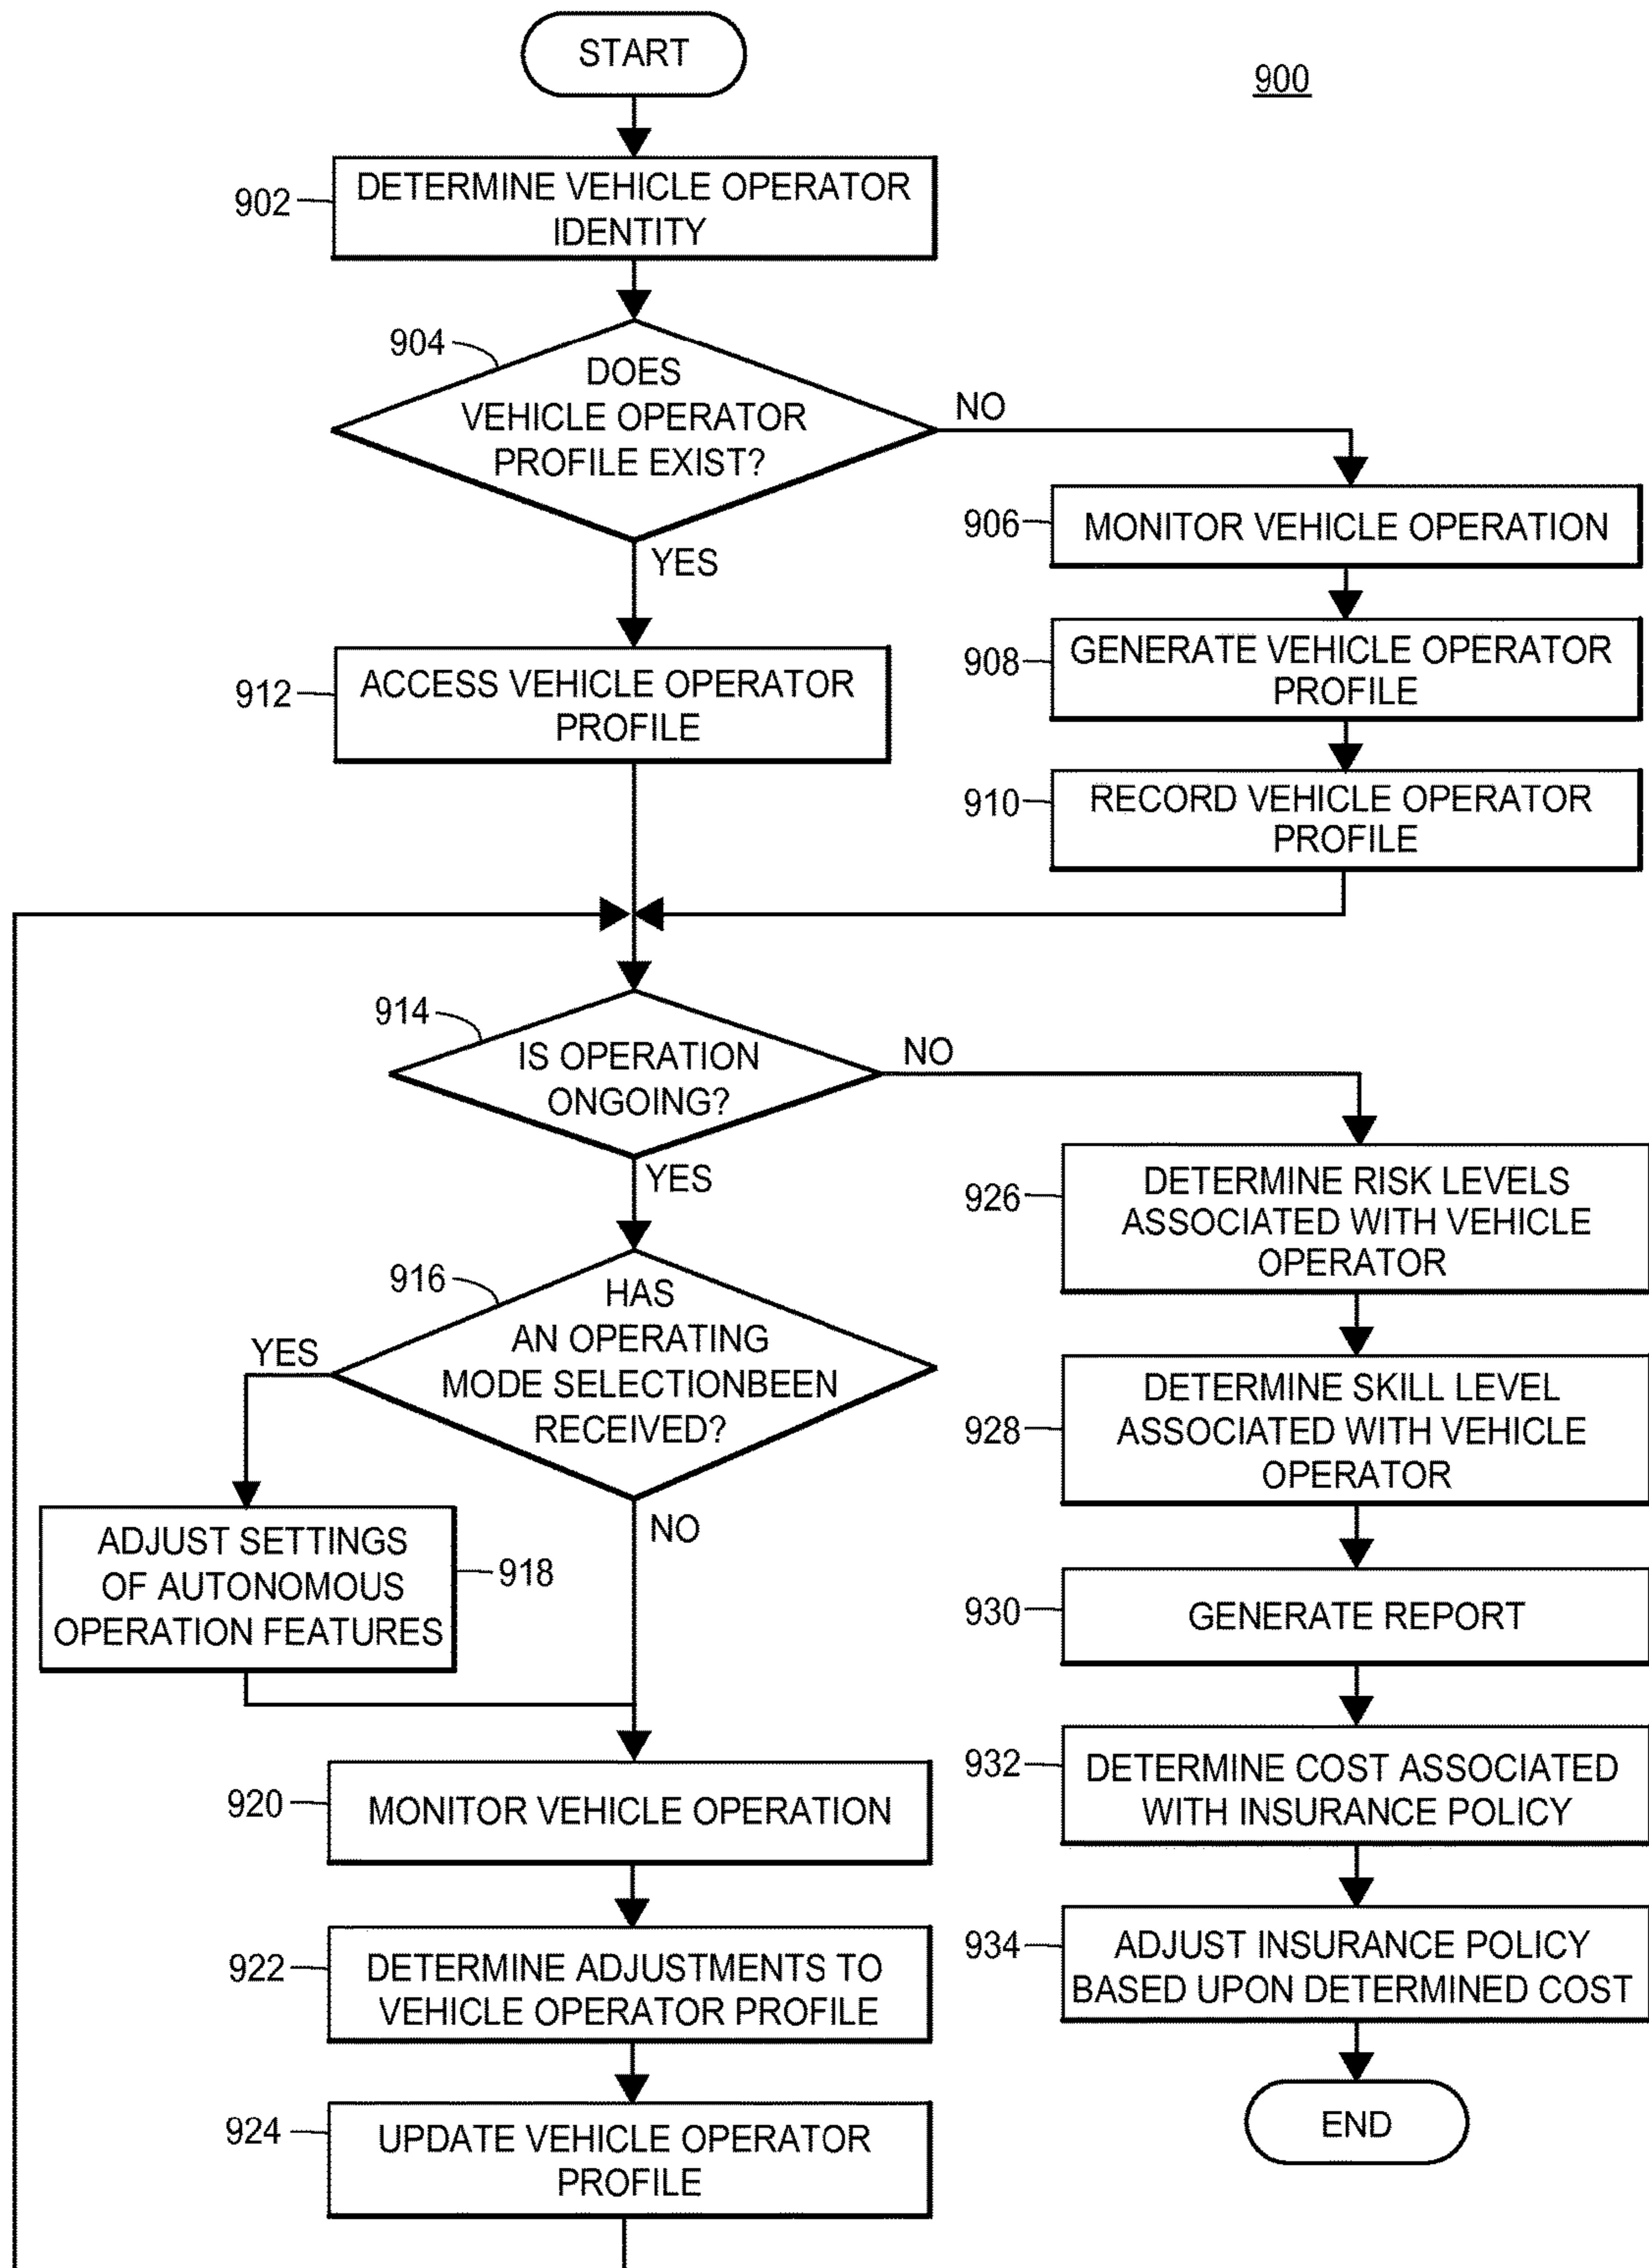 START
900
902
DETERMINE VEHICLE OPERATOR
IDENTITY
904
DOES
VEHICLE OPERATOR
PROFILE EXIST?
NO
YES
906
MONITOR VEHICLE OPERATION
908
GENERATE VEHICLE OPERATOR
PROFILE
910
RECORD VEHICLE OPERATOR
PROFILE
912
ACCESS VEHICLE OPERATOR
PROFILE
914
IS OPERATION
ONGOING?
NO
YES
916
HAS
AN OPERATING
MODE SELECTIONBEEN
RECEIVED?
YES
NO
ADJUST SETTINGS
OF AUTONOMOUS
OPERATION FEATURES
918
920
MONITOR VEHICLE OPERATION
922
DETERMINE ADJUSTMENTS TO
VEHICLE OPERATOR PROFILE
924
UPDATE VEHICLE OPERATOR
PROFILE
926
DETERMINE RISK LEVELS
ASSOCIATED WITH VEHICLE
OPERATOR
928
DETERMINE SKILL LEVEL
ASSOCIATED WITH VEHICLE
OPERATOR
930
GENERATE REPORT
932
DETERMINE COST ASSOCIATED
WITH INSURANCE POLICY
934
ADJUST INSURANCE POLICY
BASED UPON DETERMINED COST
END